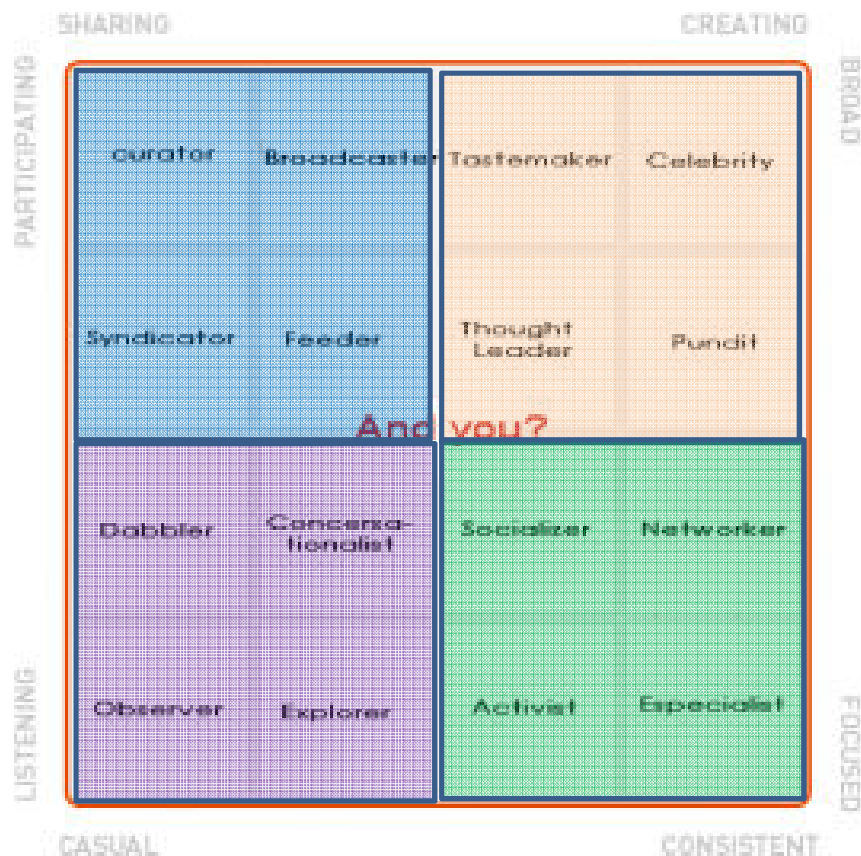 SHARING
CREATING
PARTICIPATING
BROAD
curator
Broadcaster
Tastemaker
Celebrity
Syndicator
Feeder
Thought
Leader
Pundit
And you?
Dabbler
Concersa-
tionalist
Socializer
Networker
LISTENING
FOCUSED
Observer
Explorer
Activist
Especialist
CASUAL
CONSISTENT